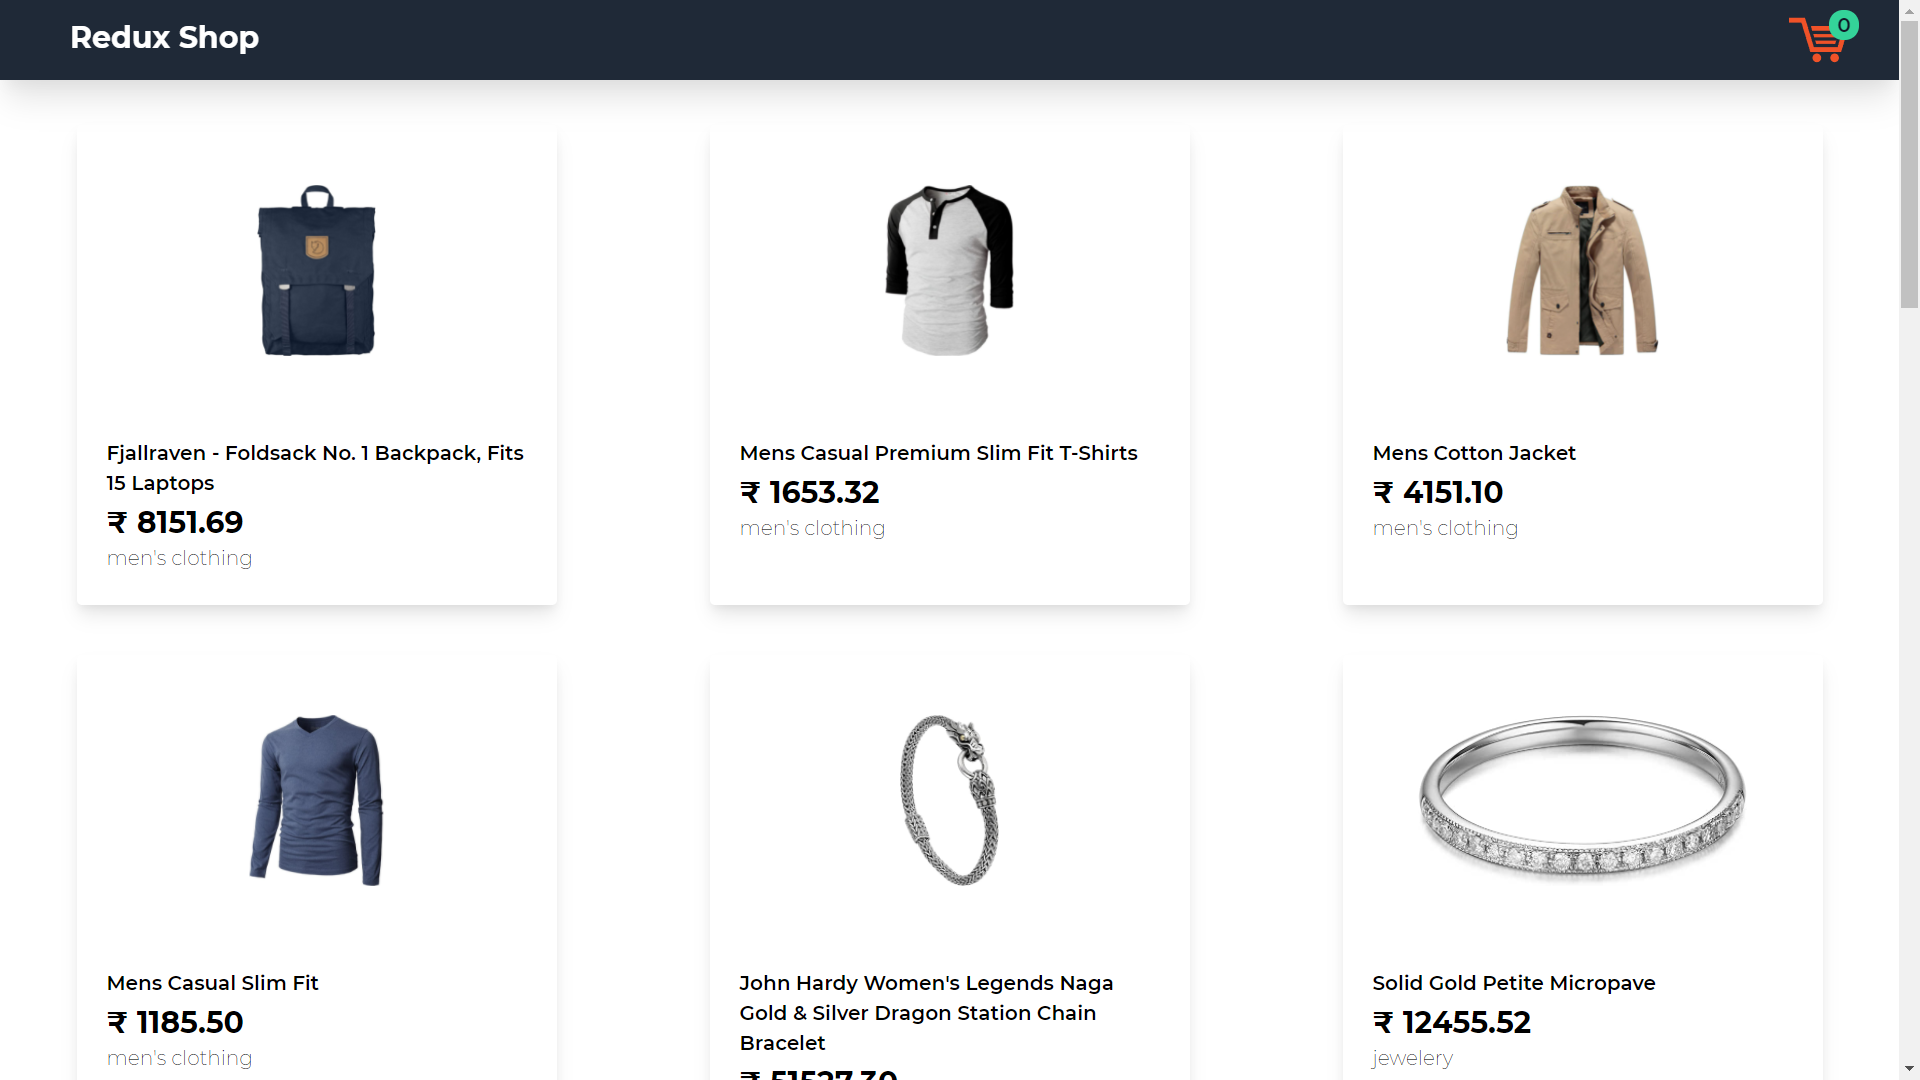 Redux Shop
0
Fjallraven - Foldsack No. 1 Backpack, Fits
15 Laptops
₹ 8151.69
men's clothing
Mens Casual Premium Slim Fit T-Shirts
₹ 1653.32
men's clothing
Mens Cotton Jacket
₹ 4151.10
men's clothing
Mens Casual Slim Fit
₹ 1185.50
men's clothing
John Hardy Women's Legends Naga
Gold & Silver Dragon Station Chain
Bracelet
₹ 51527.30
Solid Gold Petite Micropave
₹ 12455.52
jewelery